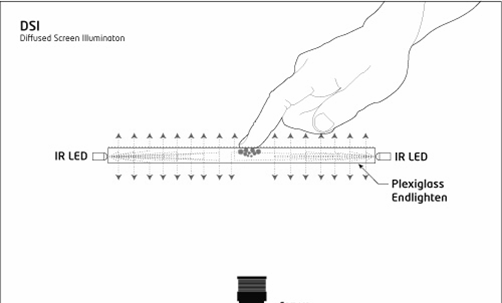 DSI
Diffused Screen Illuminaton
IR LED
IR LED
Plexiglass
Endlighten